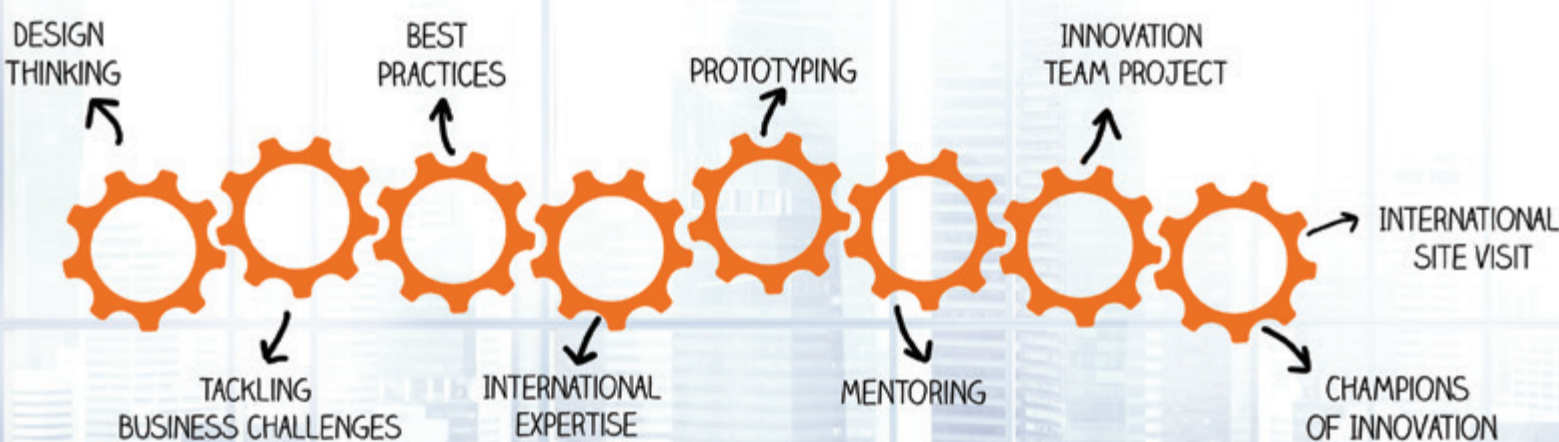 DESIGN
THINKING
BEST
PRACTICES
PROTOTYPING
INNOVATION
TEAM PROJECT
INTERNATIONAL
SITE VISIT
TACKLING
BUSINESS CHALLENGES
INTERNATIONAL
EXPERTISE
MENTORING
CHAMPIONS
OF INNOVATION